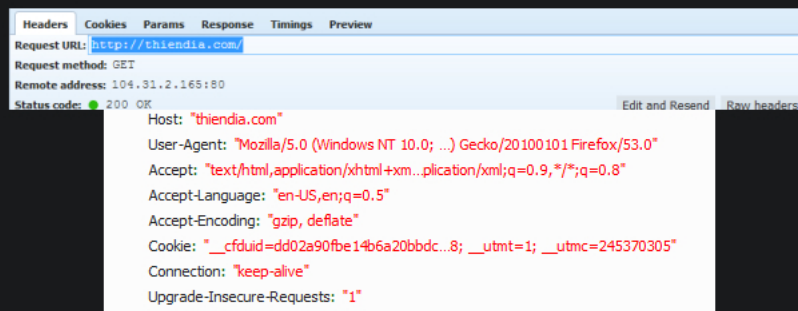 Headers Cookies Params Response Timings Preview
Request URL: http://thiendia.com/
Request method: GET
Remote address: 104.31.2.165:80
Status code: 200 OK Edit and Resend Raw headers
Host: "thiendia.com"
User-Agent: "Mozilla/5.0 (Windows NT 10.0; …) Gecko/20100101 Firefox/53.0"
Accept: "text/html,application/xhtml+xm…plication/xml;q=0.9,*/*;q=0.8"
Accept-Language: "en-US,en;q=0.5"
Accept-Encoding: "gzip, deflate"
Cookie: "__cfduid=dd02a90fbe14b6a20bbdc…8; __utmt=1; __utmc=245370305"
Connection: "keep-alive"
Upgrade-Insecure-Requests: "1"